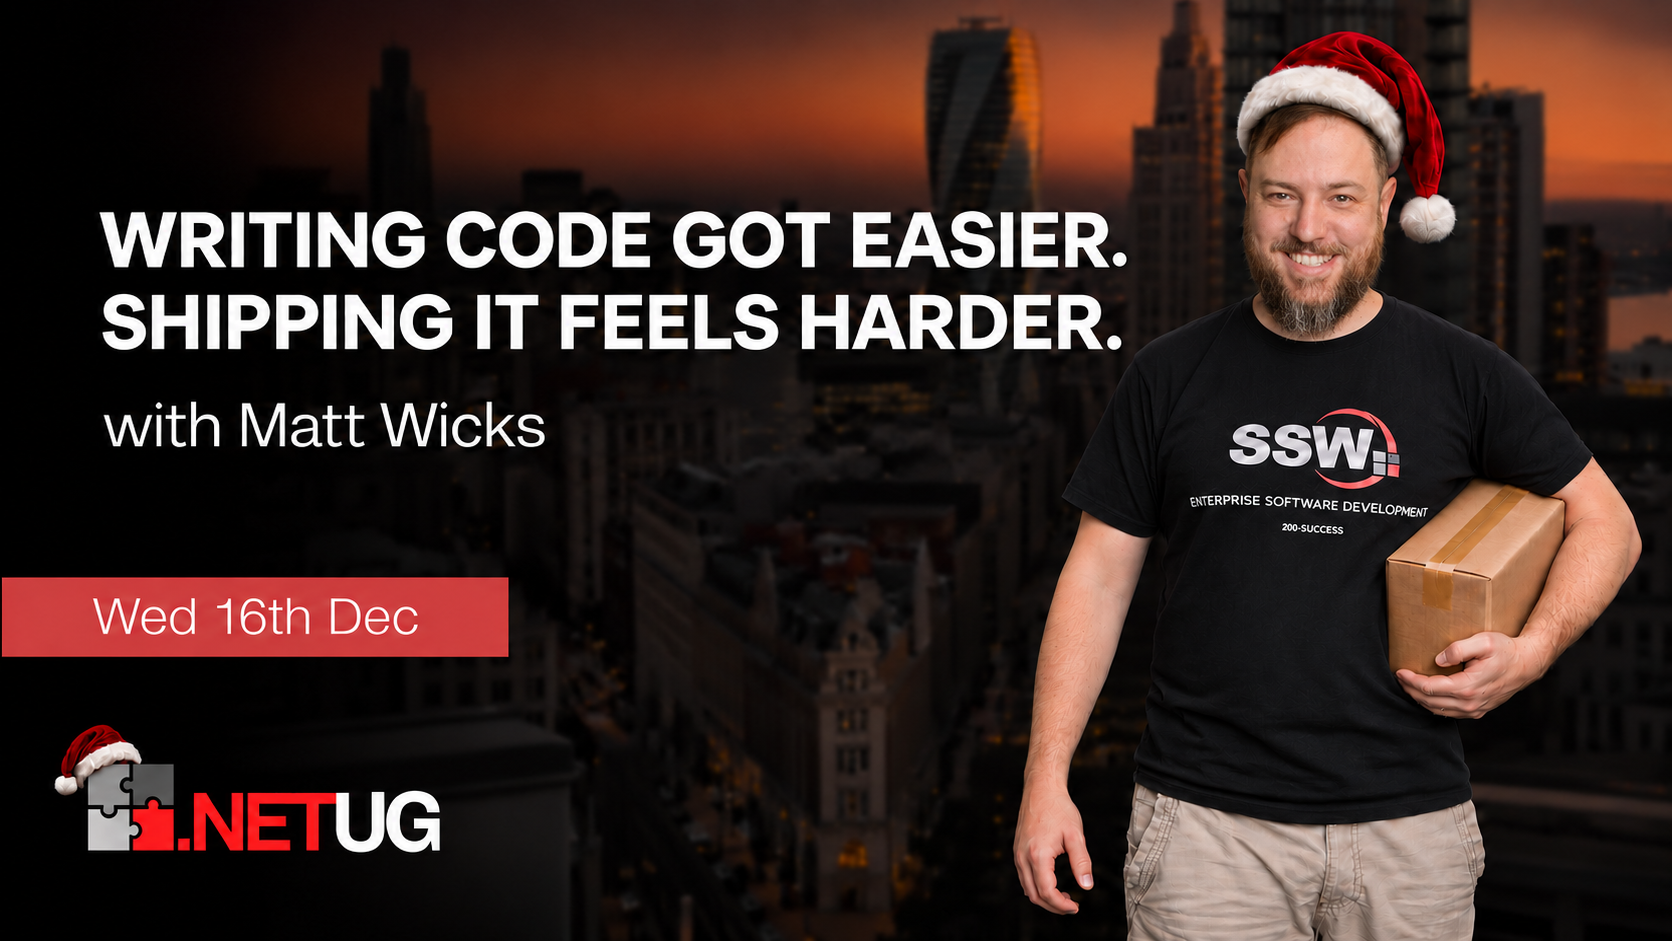 WRITING CODE GOT EASIER.
SHIPPING IT FEELS HARDER.
with Matt Wicks
Wed 16th Dec
.NETUG
SSW
ENTERPRISE SOFTWARE DEVELOPMENT
200-SUCCESS